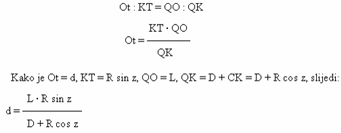 Ot : KT = QO : QK
Ot = KT · QO / QK
Kako je Ot = d, KT = R sin z, QO = L, QK = D + CK = D + R cos z, slijedi:
d = L · R sin z / D + R cos z